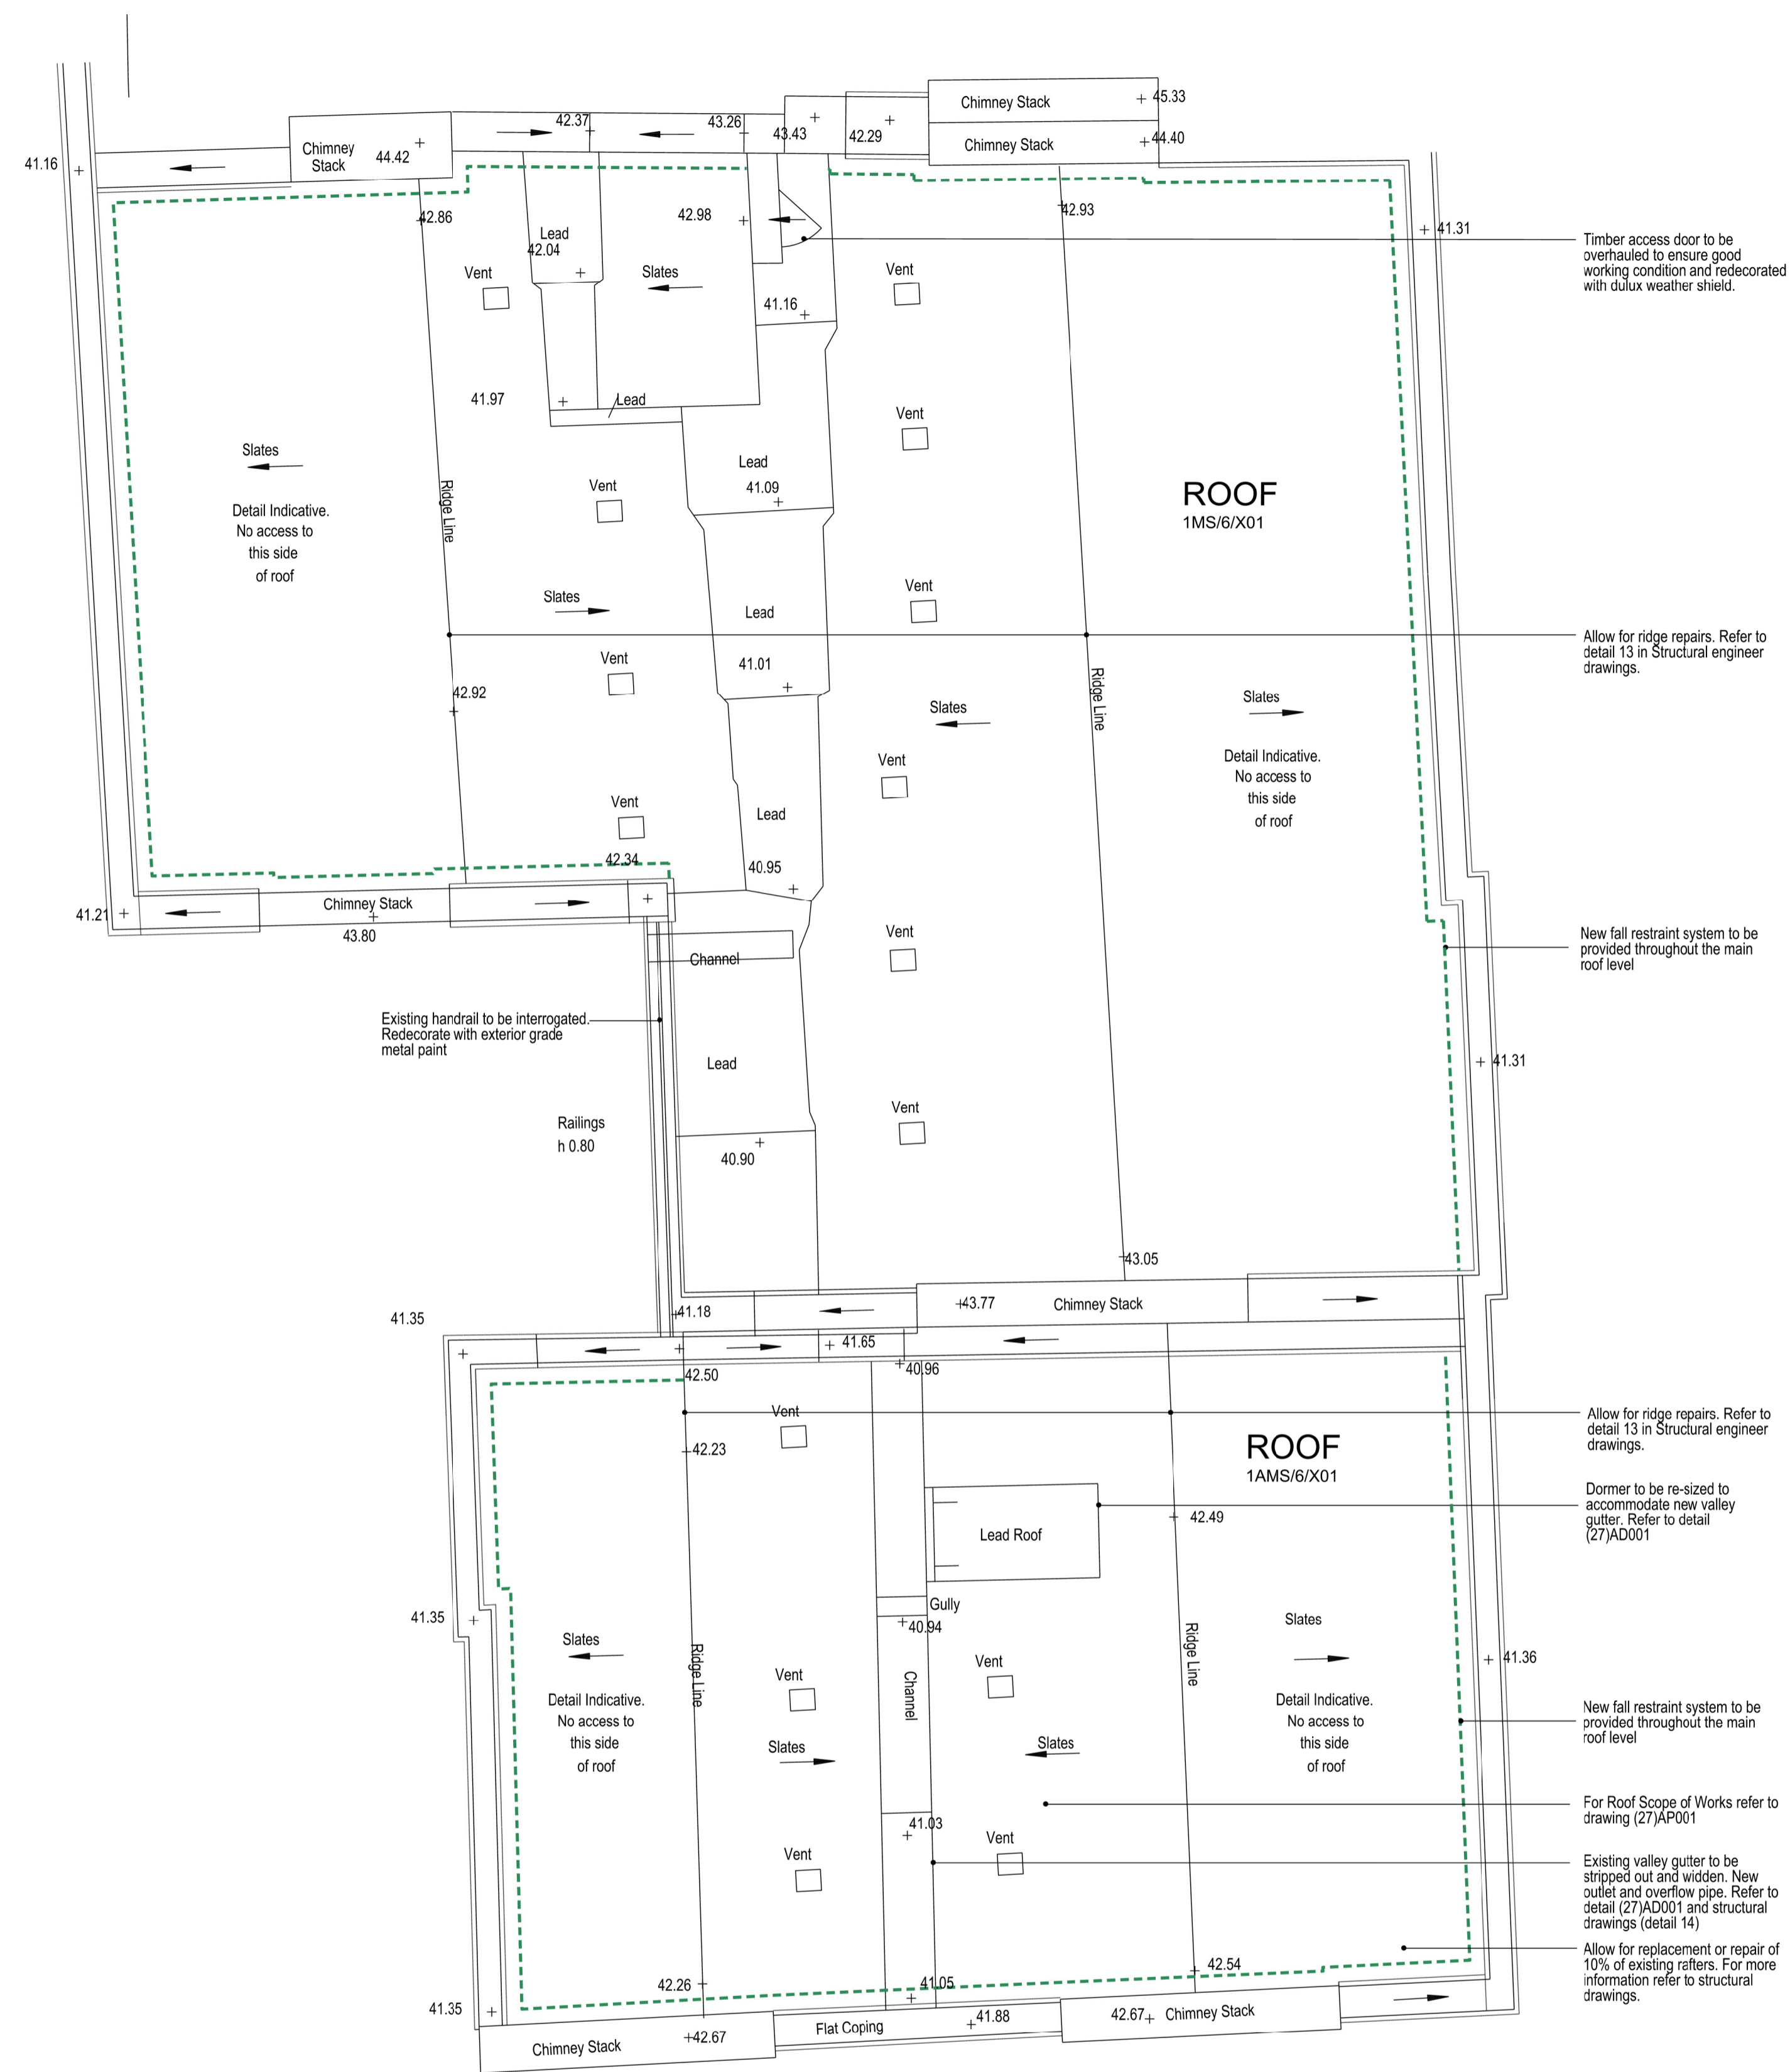 Chimney Stack
45.33
Chimney Stack
44.40
42.37
43.26
43.43
42.29
Chimney
Stack
44.42
41.16
42.86
Lead
42.04
42.98
42.93
41.31
Timber access door to be
overhauled to ensure good
working condition and redecorated
with dulux weather shield.
Vent
Slates
Vent
41.16
41.97
Lead
Vent
Slates
Detail Indicative.
No access to
this side
of roof
Ridge Line
Vent
Lead
41.09
ROOF
1MS/6/X01
Slates
Lead
Vent
Allow for ridge repairs. Refer to
detail 13 in Structural engineer
drawings.
Vent
41.01
42.92
Slates
Ridge Line
Slates
Detail Indicative.
No access to
this side
of roof
Vent
Vent
Lead
42.34
40.95
41.21
Chimney Stack
43.80
Channel
Vent
New fall restraint system to be
provided throughout the main
roof level
Existing handrail to be interrogated.
Redecorate with exterior grade
metal paint
Lead
41.31
Railings
h 0.80
Vent
40.90
43.05
41.35
41.18
43.77
Chimney Stack
41.65
42.50
40.96
Vent
42.23
ROOF
1AMS/6/X01
Allow for ridge repairs. Refer to
detail 13 in Structural engineer
drawings.
Dormer to be re-sized to
accommodate new valley
gutter. Refer to detail
(27)AD001
Lead Roof
42.49
Gully
40.94
41.35
Slates
Ridge Line
Vent
Channel
Vent
Ridge Line
Slates
41.36
Detail Indicative.
No access to
this side
of roof
Slates
Slates
Detail Indicative.
No access to
this side
of roof
New fall restraint system to be
provided throughout the main
roof level
For Roof Scope of Works refer to
drawing (27)AP001
41.03
Vent
Vent
Existing valley gutter to be
stripped out and widden. New
outlet and overflow pipe. Refer to
detail (27)AD001 and structural
drawings (detail 14)
Allow for replacement or repair of
10% of existing rafters. For more
information refer to structural
drawings.
42.26
41.05
42.54
41.35
Chimney Stack
42.67
Flat Coping
41.88
42.67
Chimney Stack